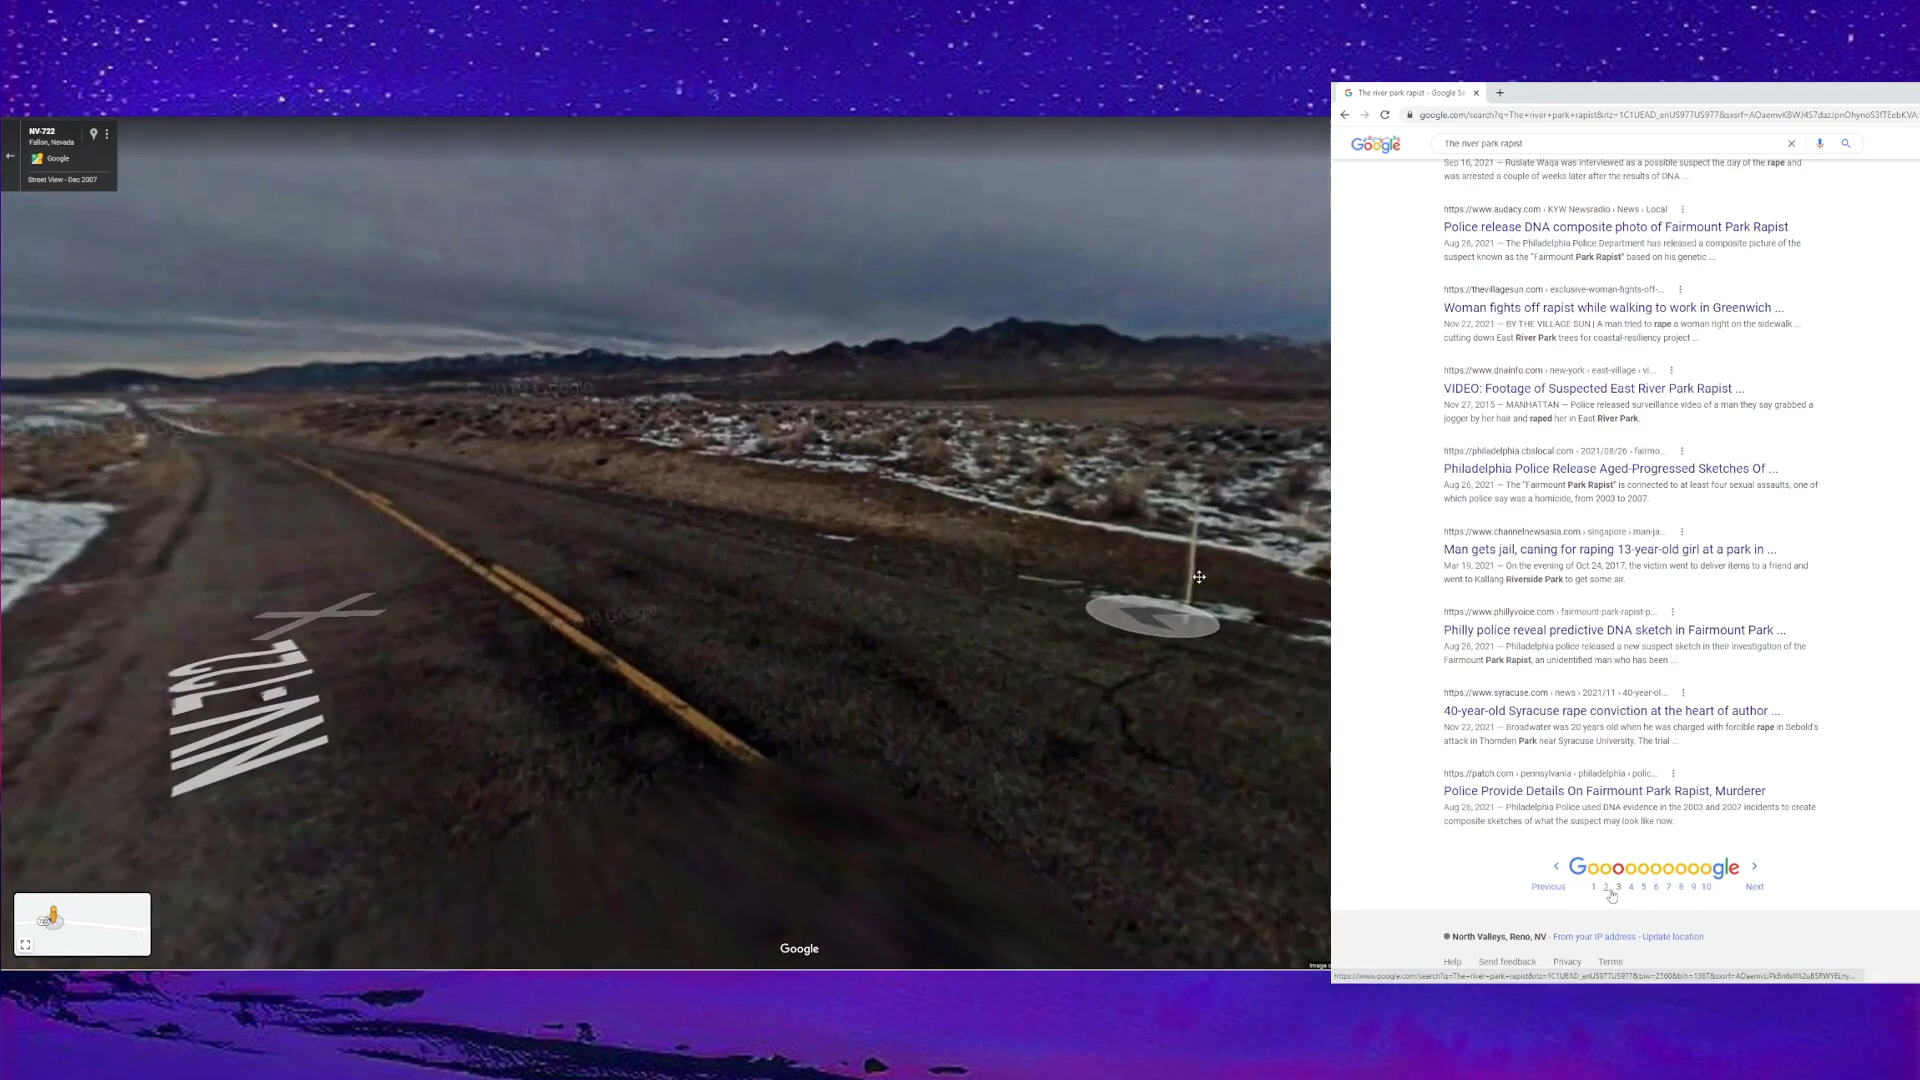 NV-722
Fallon, Nevada
Google
Street View - Dec 2007
NV-722
Google
The river park rapist - Google Se
google.com/search?q=The+river+park+rapist&rlz=1C1UEAD_enUS977US977&sxsrf=
Google
The river park rapist
Sep 16, 2021 — Rusiate Waqa was interviewed as a possible suspect the day of the rape and
was arrested a couple of weeks later after the results of DNA ...
https://www.audacy.com › KYW Newsradio › News › Local
Police release DNA composite photo of Fairmount Park Rapist
Aug 26, 2021 — The Philadelphia Police Department has released a composite picture of the
suspect known as the "Fairmount Park Rapist" based on his genetic ...
https://thevillagesun.com › exclusive-woman-fights-off-...
Woman fights off rapist while walking to work in Greenwich ...
Nov 22, 2021 — BY THE VILLAGE SUN | A man tried to rape a woman right on the sidewalk ...
cutting down East River Park trees for coastal-resiliency project ...
https://www.dnainfo.com › new-york › east-village › vi...
VIDEO: Footage of Suspected East River Park Rapist ...
Nov 27, 2015 — MANHATTAN — Police released surveillance video of a man they say grabbed a
jogger by her hair and raped her in East River Park.
https://philadelphia.cbslocal.com › 2021/08/26 › fairmo...
Philadelphia Police Release Aged-Progressed Sketches Of ...
Aug 26, 2021 — The "Fairmount Park Rapist" is connected to at least four sexual assaults, one of
which police say was a homicide, from 2003 to 2007.
https://www.channelnewsasia.com › singapore › man-ja...
Man gets jail, caning for raping 13-year-old girl at a park in ...
Mar 19, 2021 — On the evening of Oct 24, 2017, the victim went to deliver items to a friend and
went to Kallang Riverside Park to get some air.
https://www.phillyvoice.com › fairmount-park-rapist-p...
Philly police reveal predictive DNA sketch in Fairmount Park ...
Aug 26, 2021 — Philadelphia police released a new suspect sketch in their investigation of the
Fairmount Park Rapist, an unidentified man who has been ...
https://www.syracuse.com › news › 2021/11 › 40-year-ol...
40-year-old Syracuse rape conviction at the heart of author ...
Nov 22, 2021 — Broadwater was 20 years old when he was charged with forcible rape in Sebold's
attack in Thornden Park near Syracuse University. The trial ...
https://patch.com › pennsylvania › philadelphia › polic...
Police Provide Details On Fairmount Park Rapist, Murderer
Aug 26, 2021 — Philadelphia Police used DNA evidence in the 2003 and 2007 incidents to create
composite sketches of what the suspect may look like now.
Goooooooooogle
Previous 1 2 3 4 5 6 7 8 9 10 Next
North Valleys, Reno, NV - From your IP address - Update location
Help Send feedback Privacy Terms